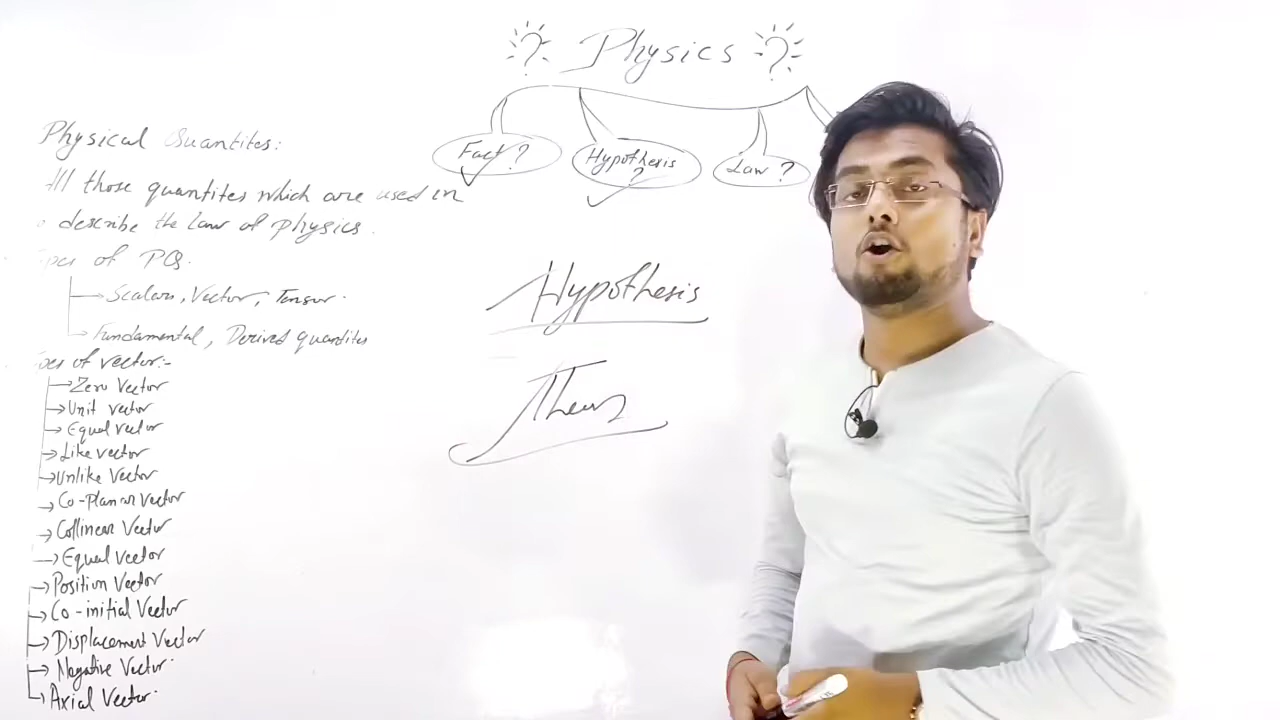 ? Physics ?
Fact ?
Hypothesis
?
Law ?
Physical Quantites:
All those quantites which are used in
describe the Law of physics.
Types of PQ.
Scalars, Vector, Tensor.
Fundamental, Derived quantites
Types of vector:-
Zero Vector
Unit vector
Equal vector
Like vector
Unlike Vector
Co-planar Vector
Collinear Vector
Equal vector
Position Vector
Co-initial Vector
Displacement Vector
Negative Vector.
Axial Vector.
Hypothesis